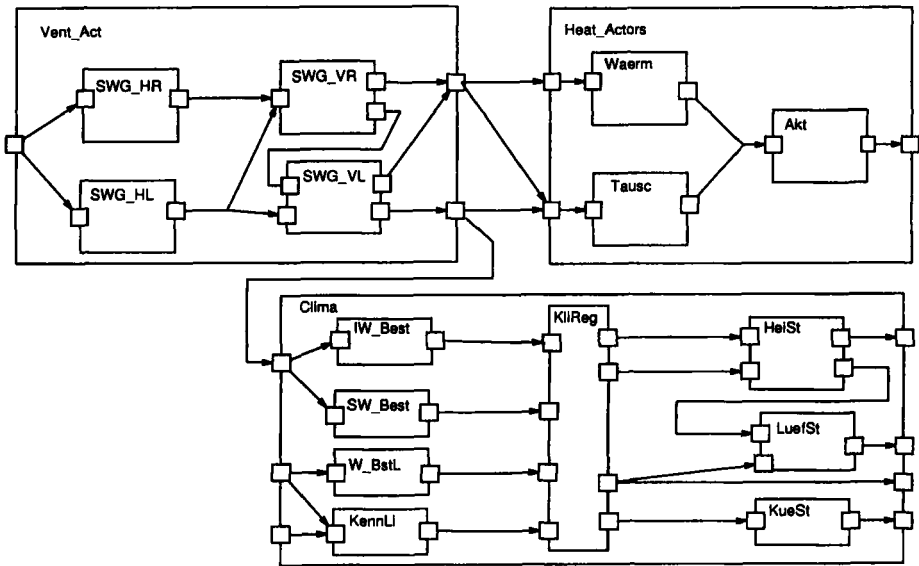 Vent_Act
Heat_Actors
SWG_HR
SWG_VR
Waerm
Akt
SWG_HL
SWG_VL
Tausc
Clima
IW_Best
KliReg
HeiSt
SW_Best
LuefSt
W_BstL
KennLi
KueSt